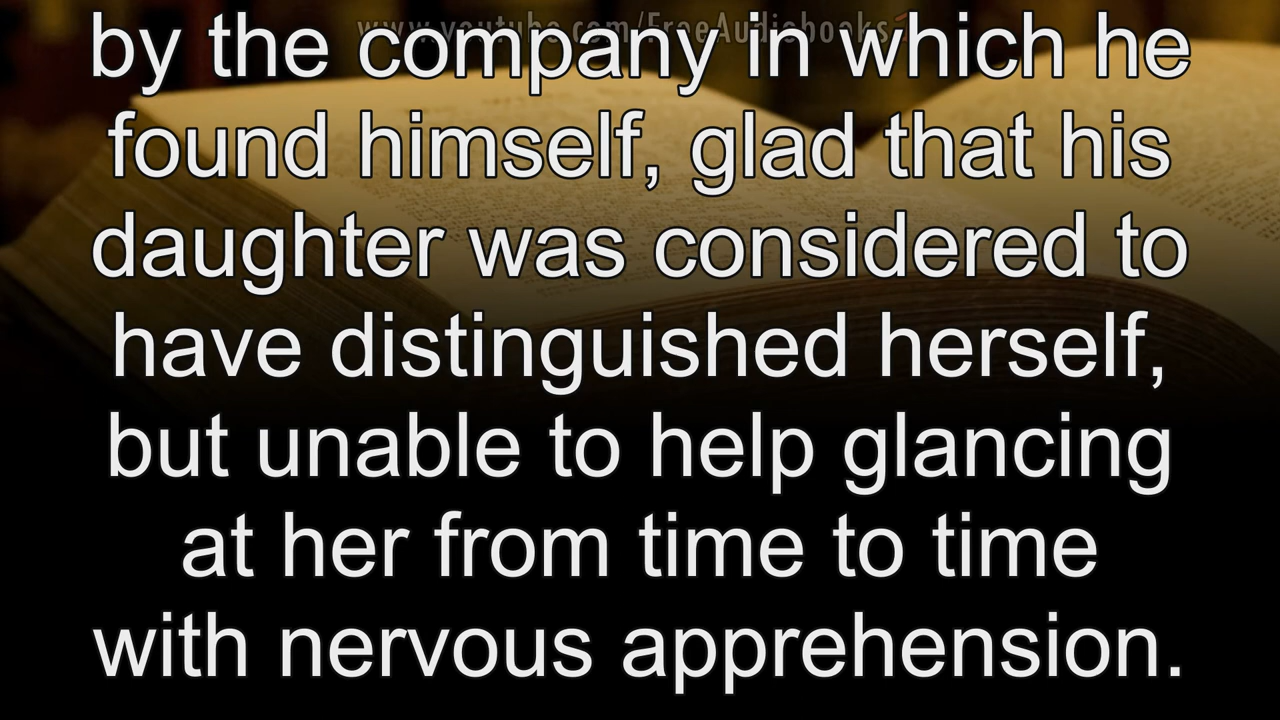 www.youtube.com/FreeAudiobooks
by the company in which he
found himself, glad that his
daughter was considered to
have distinguished herself,
but unable to help glancing
at her from time to time
with nervous apprehension.